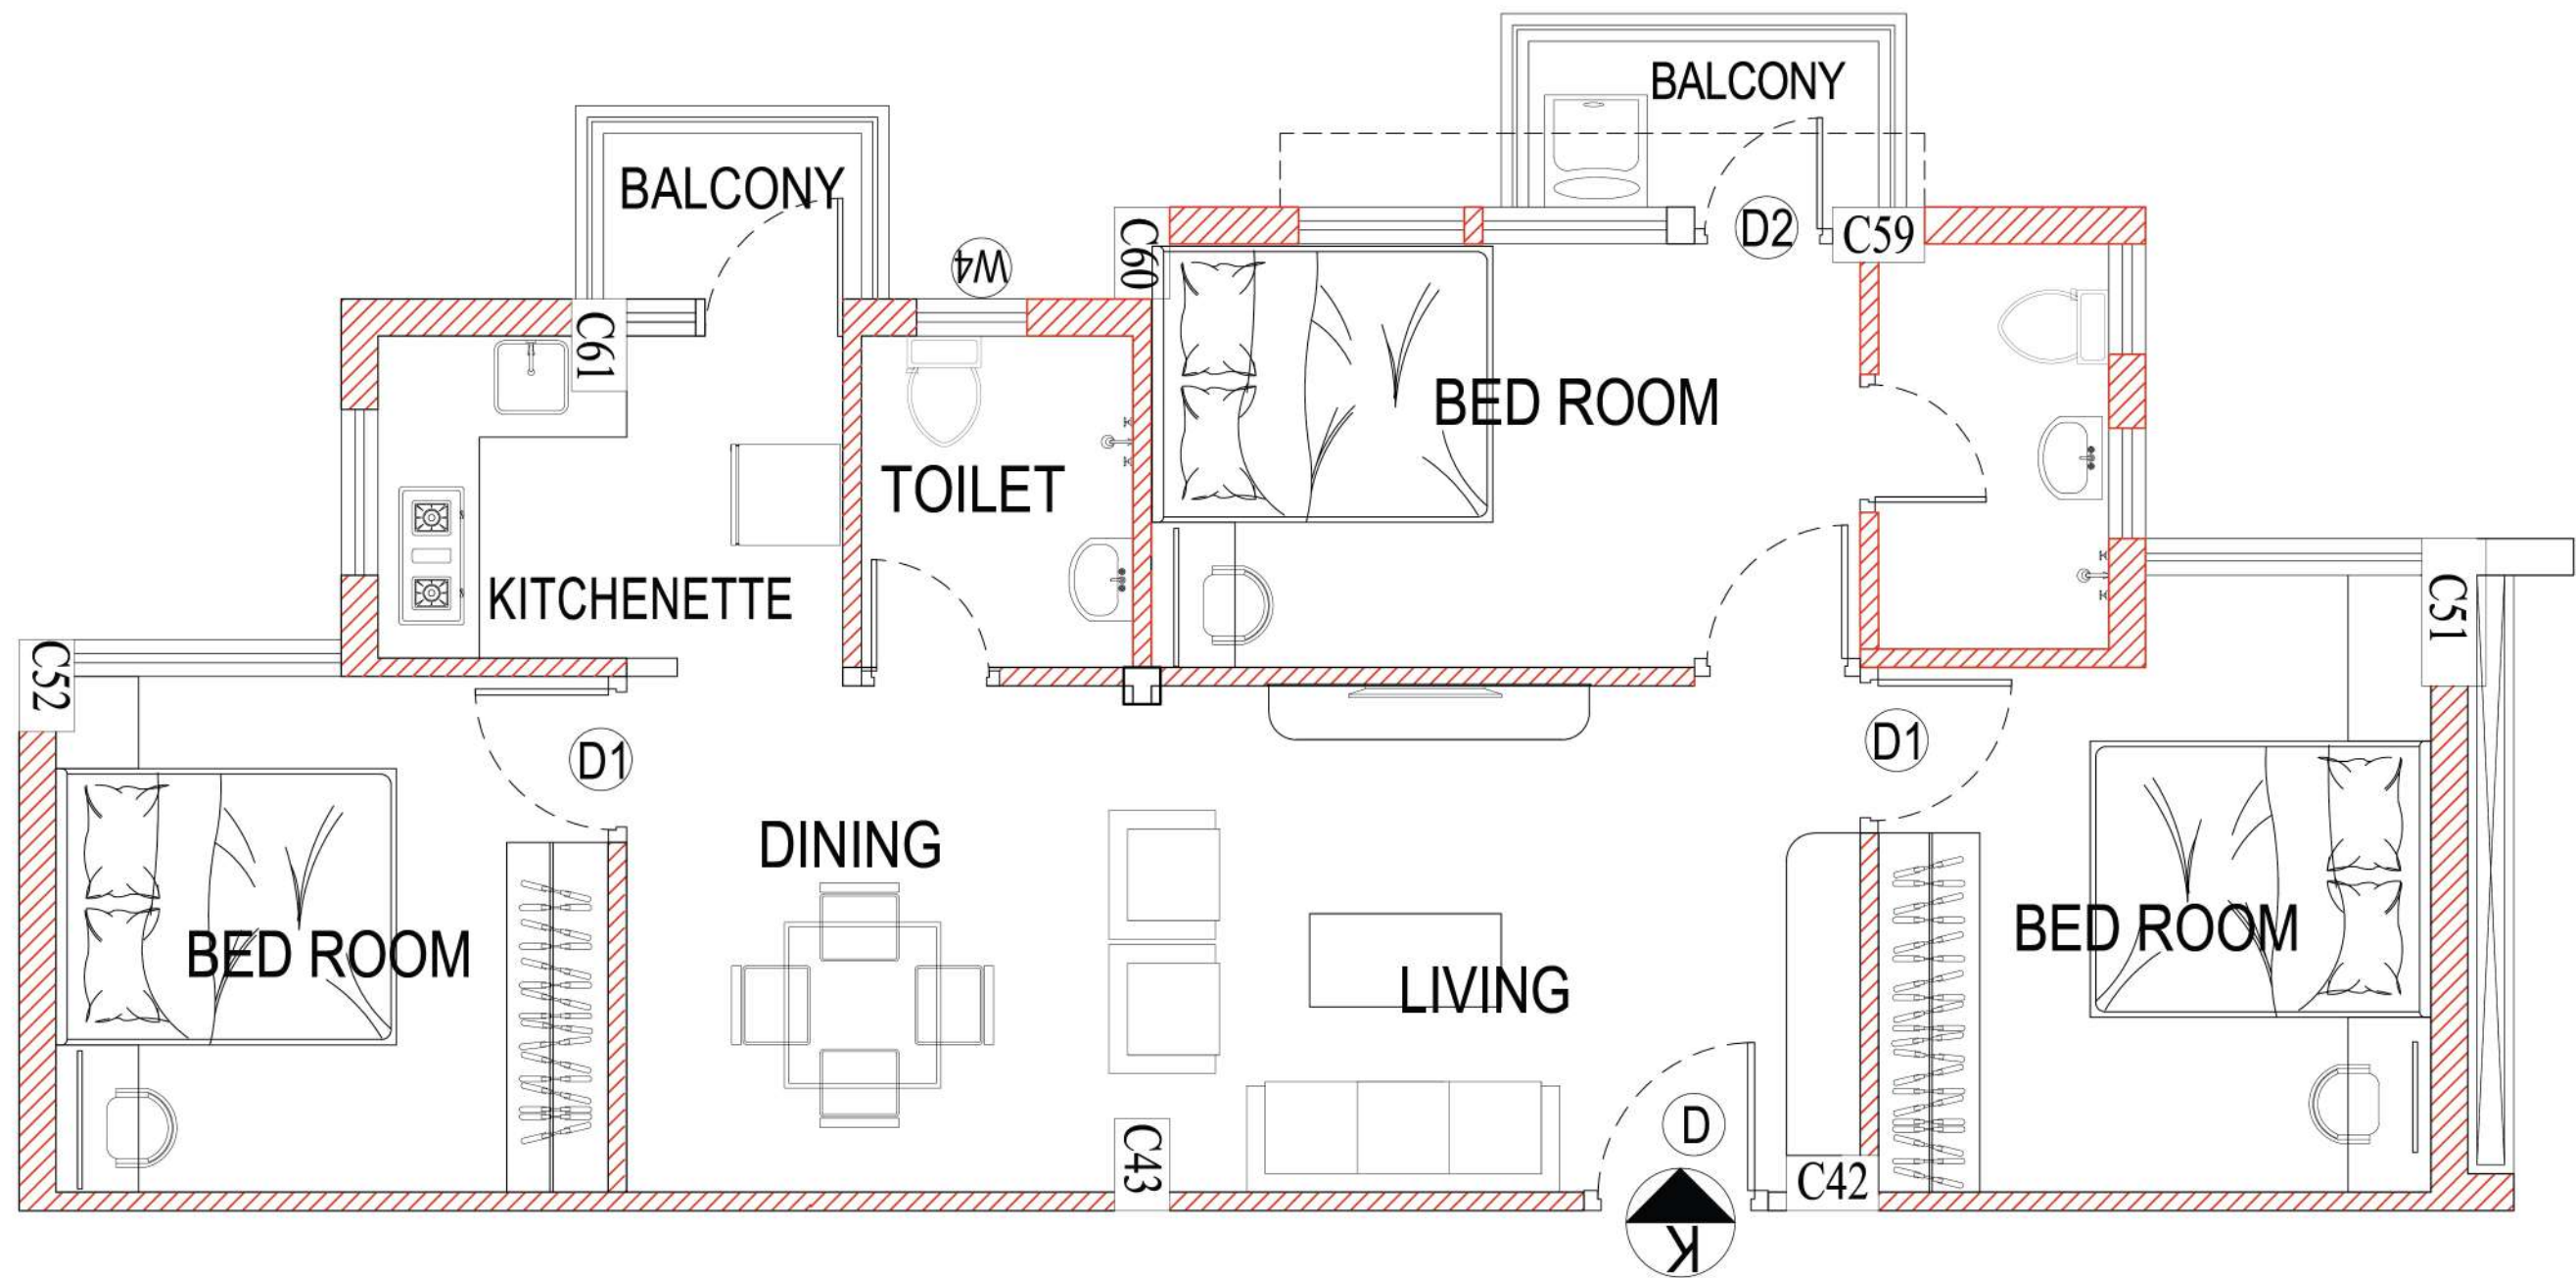 BALCONY
BALCONY
W4
C60
D2
C59
C61
BED ROOM
TOILET
KITCHENETTE
C51
C52
D1
D1
DINING
BED ROOM
BED ROOM
LIVING
D
C43
C42
K